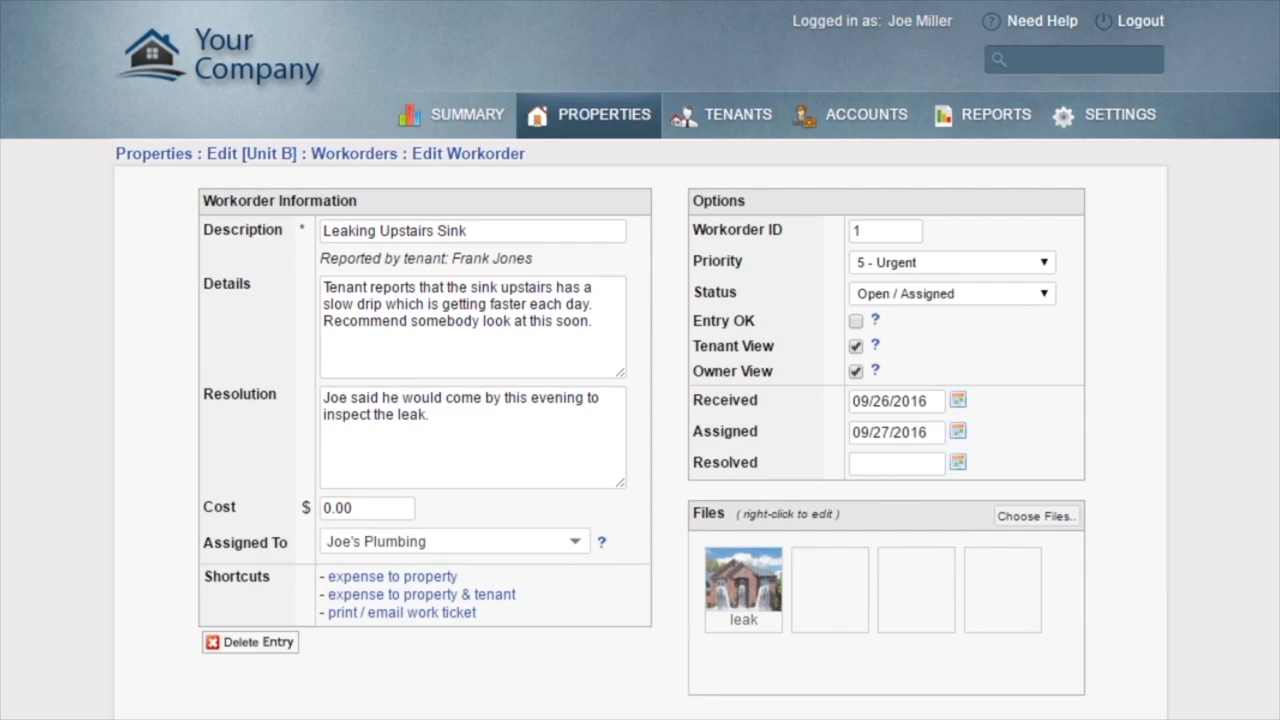 Your
Company
Logged in as: Joe Miller
Need Help
Logout
SUMMARY
PROPERTIES
TENANTS
ACCOUNTS
REPORTS
SETTINGS
Properties : Edit [Unit B] : Workorders : Edit Workorder
Workorder Information
Description * Leaking Upstairs Sink
Reported by tenant: Frank Jones
Details
Tenant reports that the sink upstairs has a
slow drip which is getting faster each day.
Recommend somebody look at this soon.
Resolution
Joe said he would come by this evening to
inspect the leak.
Cost $ 0.00
Assigned To Joe's Plumbing ?
Shortcuts
- expense to property
- expense to property & tenant
- print / email work ticket
Delete Entry
Options
Workorder ID 1
Priority 5 - Urgent
Status Open / Assigned
Entry OK ?
Tenant View ?
Owner View ?
Received 09/26/2016
Assigned 09/27/2016
Resolved
Files ( right-click to edit )
Choose Files..
leak